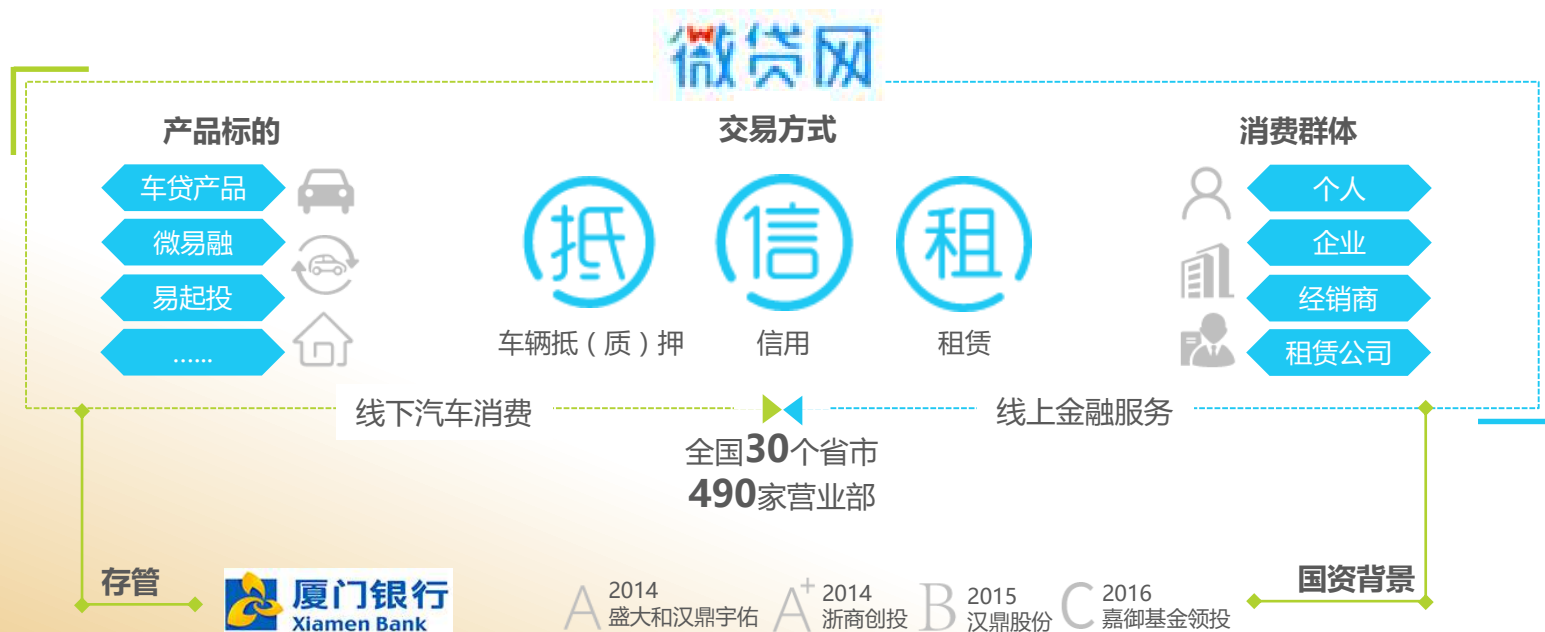 微贷网
产品标的
车贷产品
微易融
易起投
……
交易方式
抵
信
租
车辆抵（质）押
信用
租赁
消费群体
个人
企业
经销商
租赁公司
线下汽车消费
线上金融服务
全国30个省市
490家营业部
存管
厦门银行
Xiamen Bank
A
2014
盛大和汉鼎宇佑
A+
2014
浙商创投
B
2015
汉鼎股份
C
2016
嘉御基金领投
国资背景